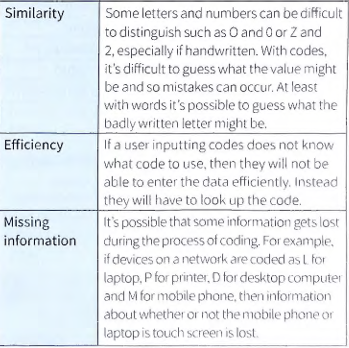 Similarity
Some letters and numbers can be difficult
to distinguish such as O and 0 or Z and
2, especially if handwritten. With codes,
it's difficult to guess what the value might
be and so mistakes can occur. At least
with words it's possible to guess what the
badly written letter might be.
Efficiency
If a user inputting codes does not know
what code to use, then they will not be
able to enter the data efficiently. Instead
they will have to look up the code.
Missing
information
It's possible that some information gets lost
during the process of coding. For example,
if devices on a network are coded as L for
laptop, P for printer, D for desktop computer
and M for mobile phone, then information
about whether or not the mobile phone or
laptop is touch screen is lost.